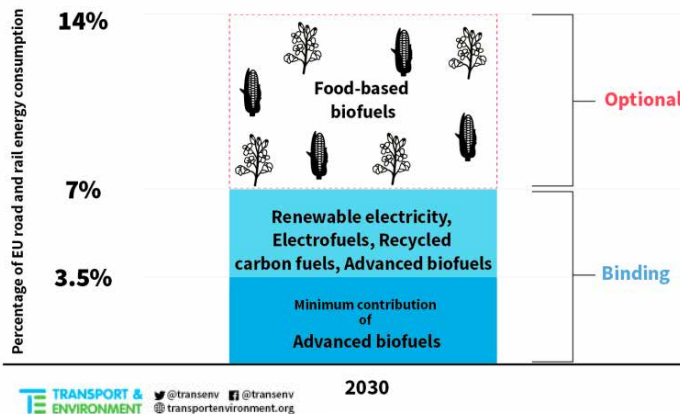 14%
Percentage of EU road and rail energy consumption
Food-based
biofuels
Optional
7%
Renewable electricity,
Electrofuels, Recycled
carbon fuels, Advanced biofuels
3.5%
Binding
Minimum contribution
of
Advanced biofuels
2030
TE TRANSPORT &
ENVIRONMENT
@transenv @transenv
transportenvironment.org